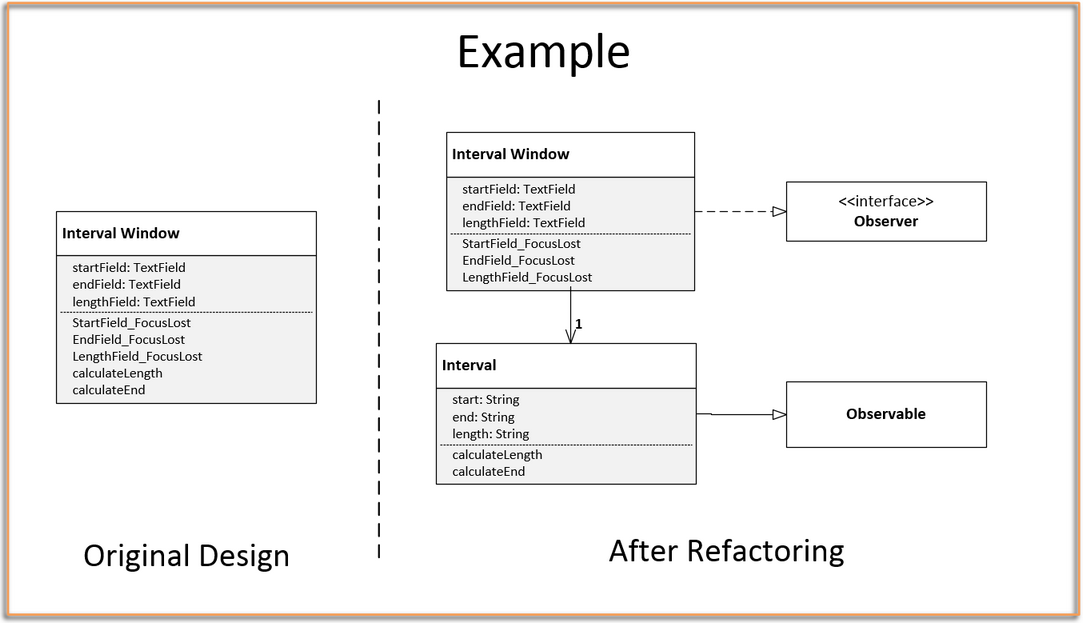 Example
Interval Window
startField: TextField
endField: TextField
lengthField: TextField
StartField_FocusLost
EndField_FocusLost
LengthField_FocusLost
calculateLength
calculateEnd
Original Design
Interval Window
startField: TextField
endField: TextField
lengthField: TextField
StartField_FocusLost
EndField_FocusLost
LengthField_FocusLost
<<interface>>
Observer
1
Interval
start: String
end: String
length: String
calculateLength
calculateEnd
Observable
After Refactoring